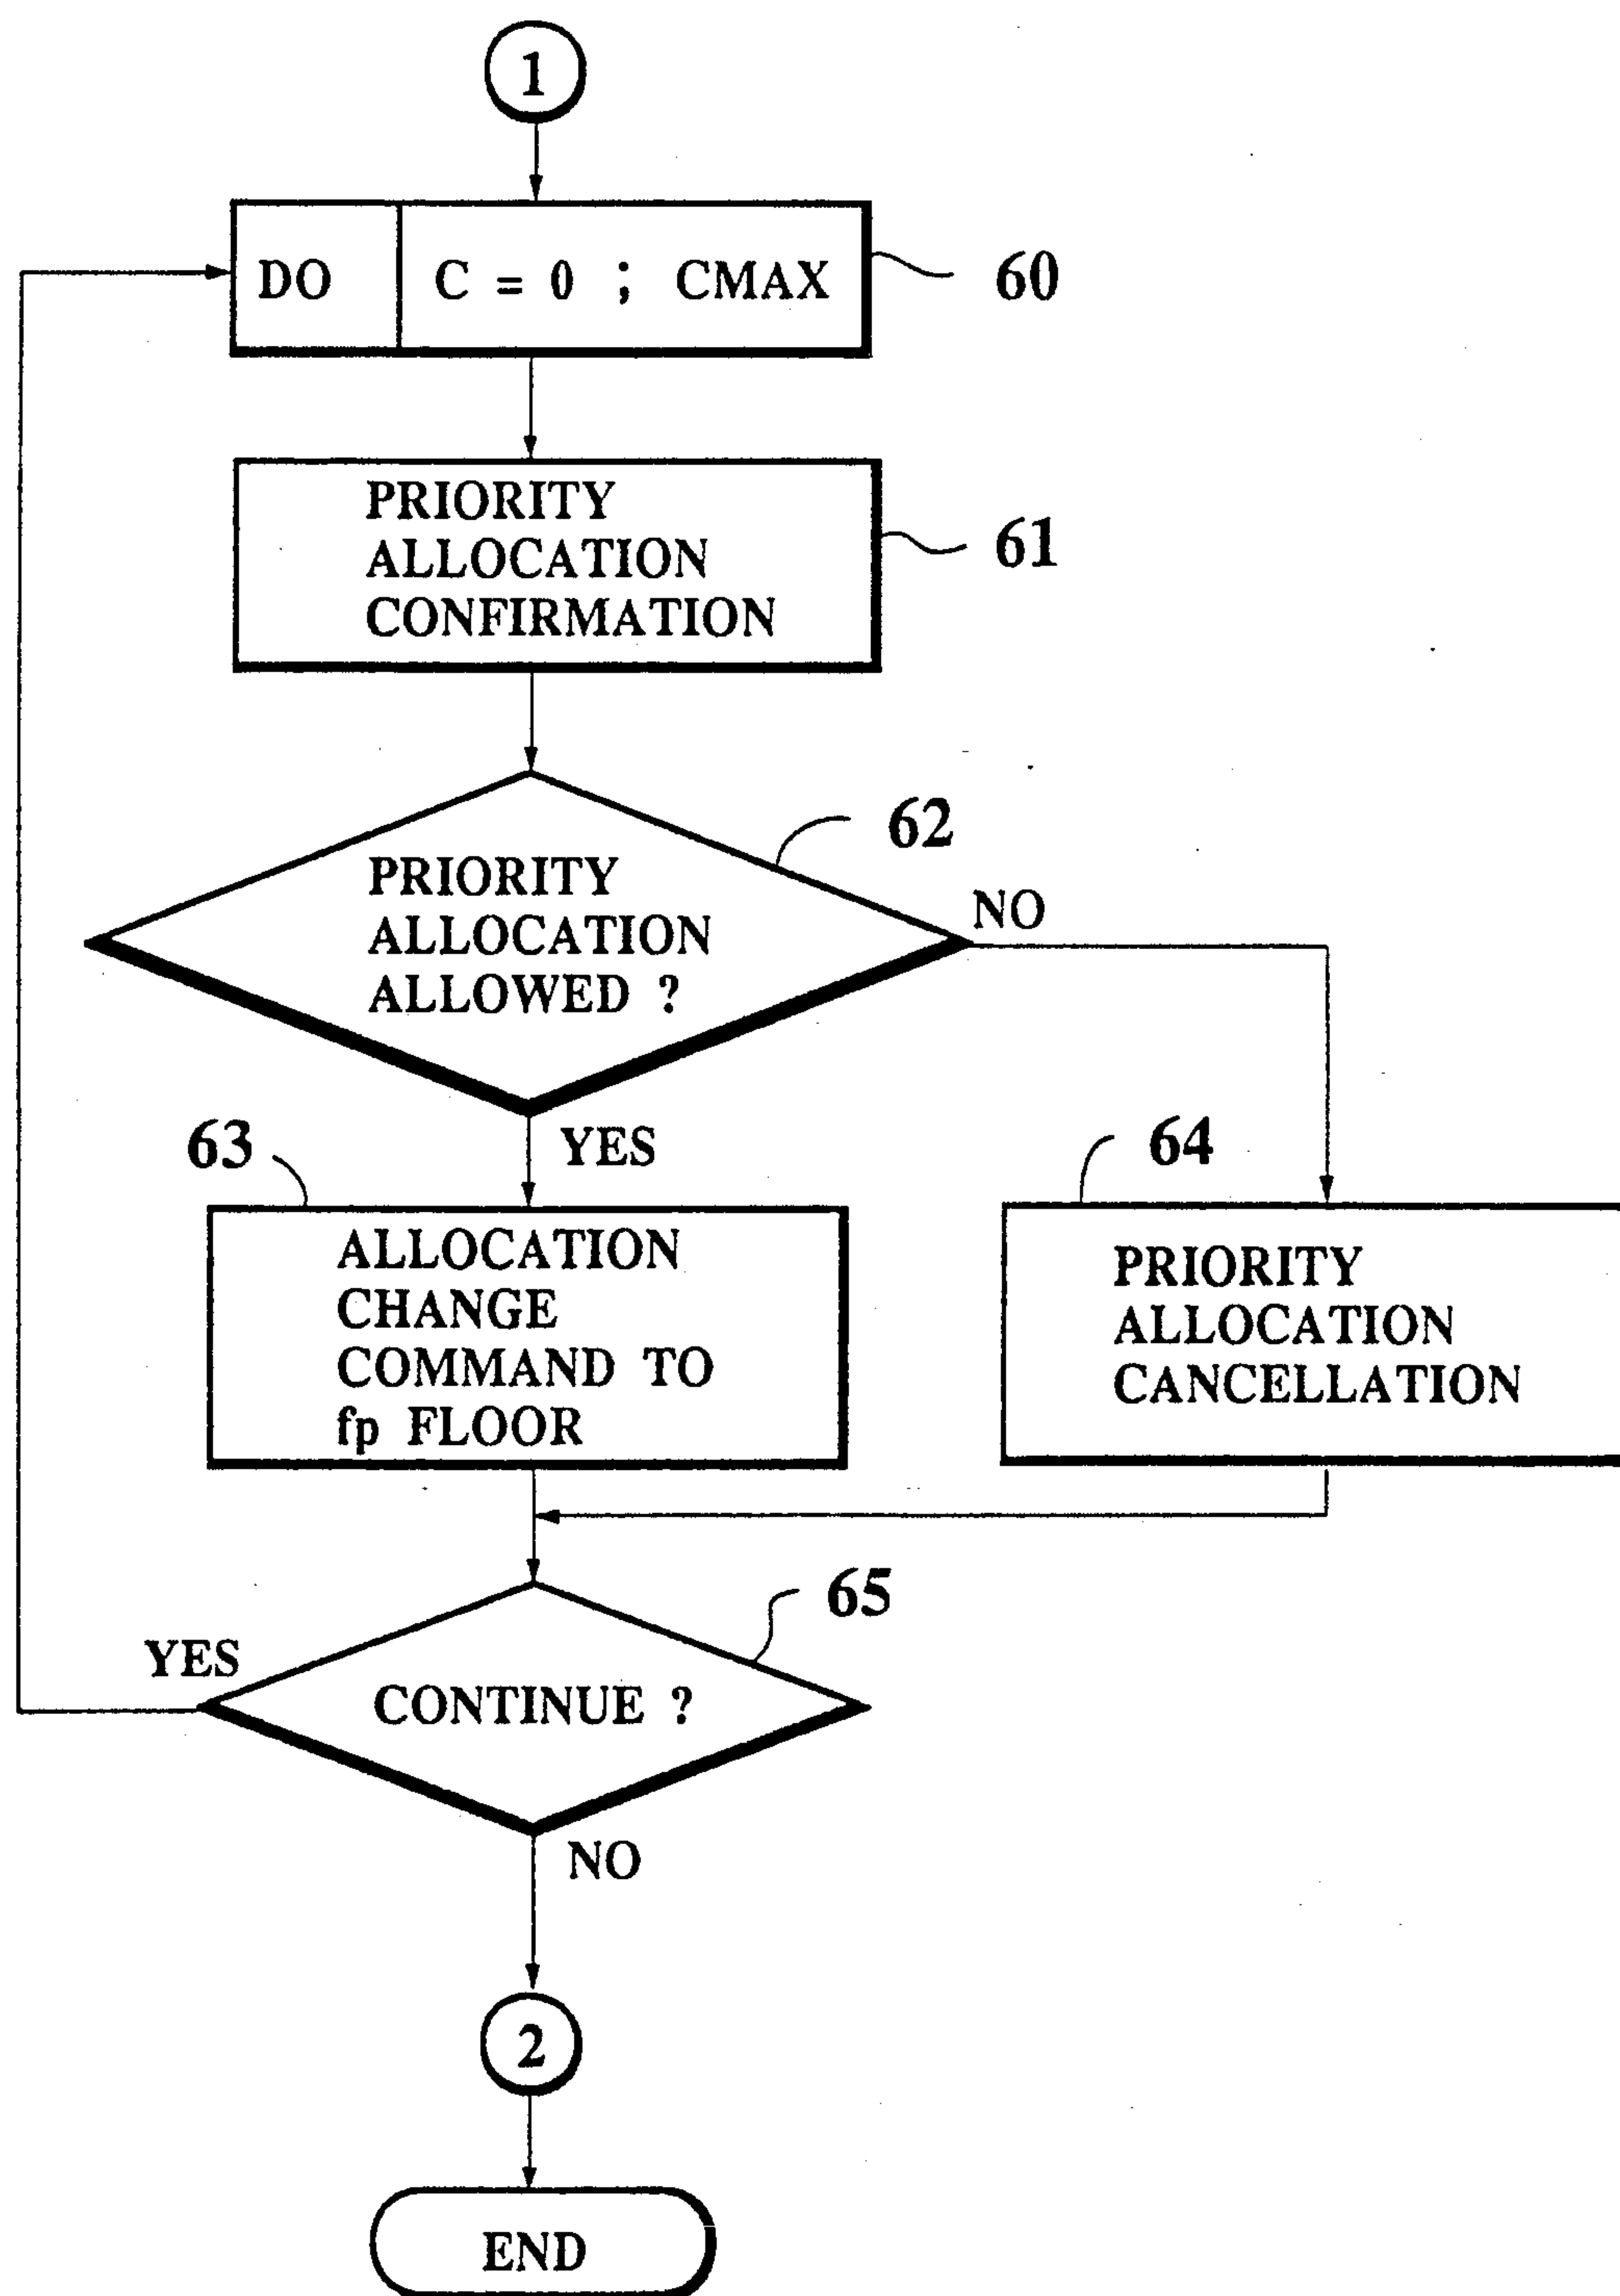 1
DO
C = 0 ; CMAX
60
PRIORITY
ALLOCATION
CONFIRMATION
61
62
PRIORITY
ALLOCATION
ALLOWED ?
NO
YES
63
ALLOCATION
CHANGE
COMMAND TO
fp FLOOR
64
PRIORITY
ALLOCATION
CANCELLATION
65
YES
CONTINUE ?
NO
2
END